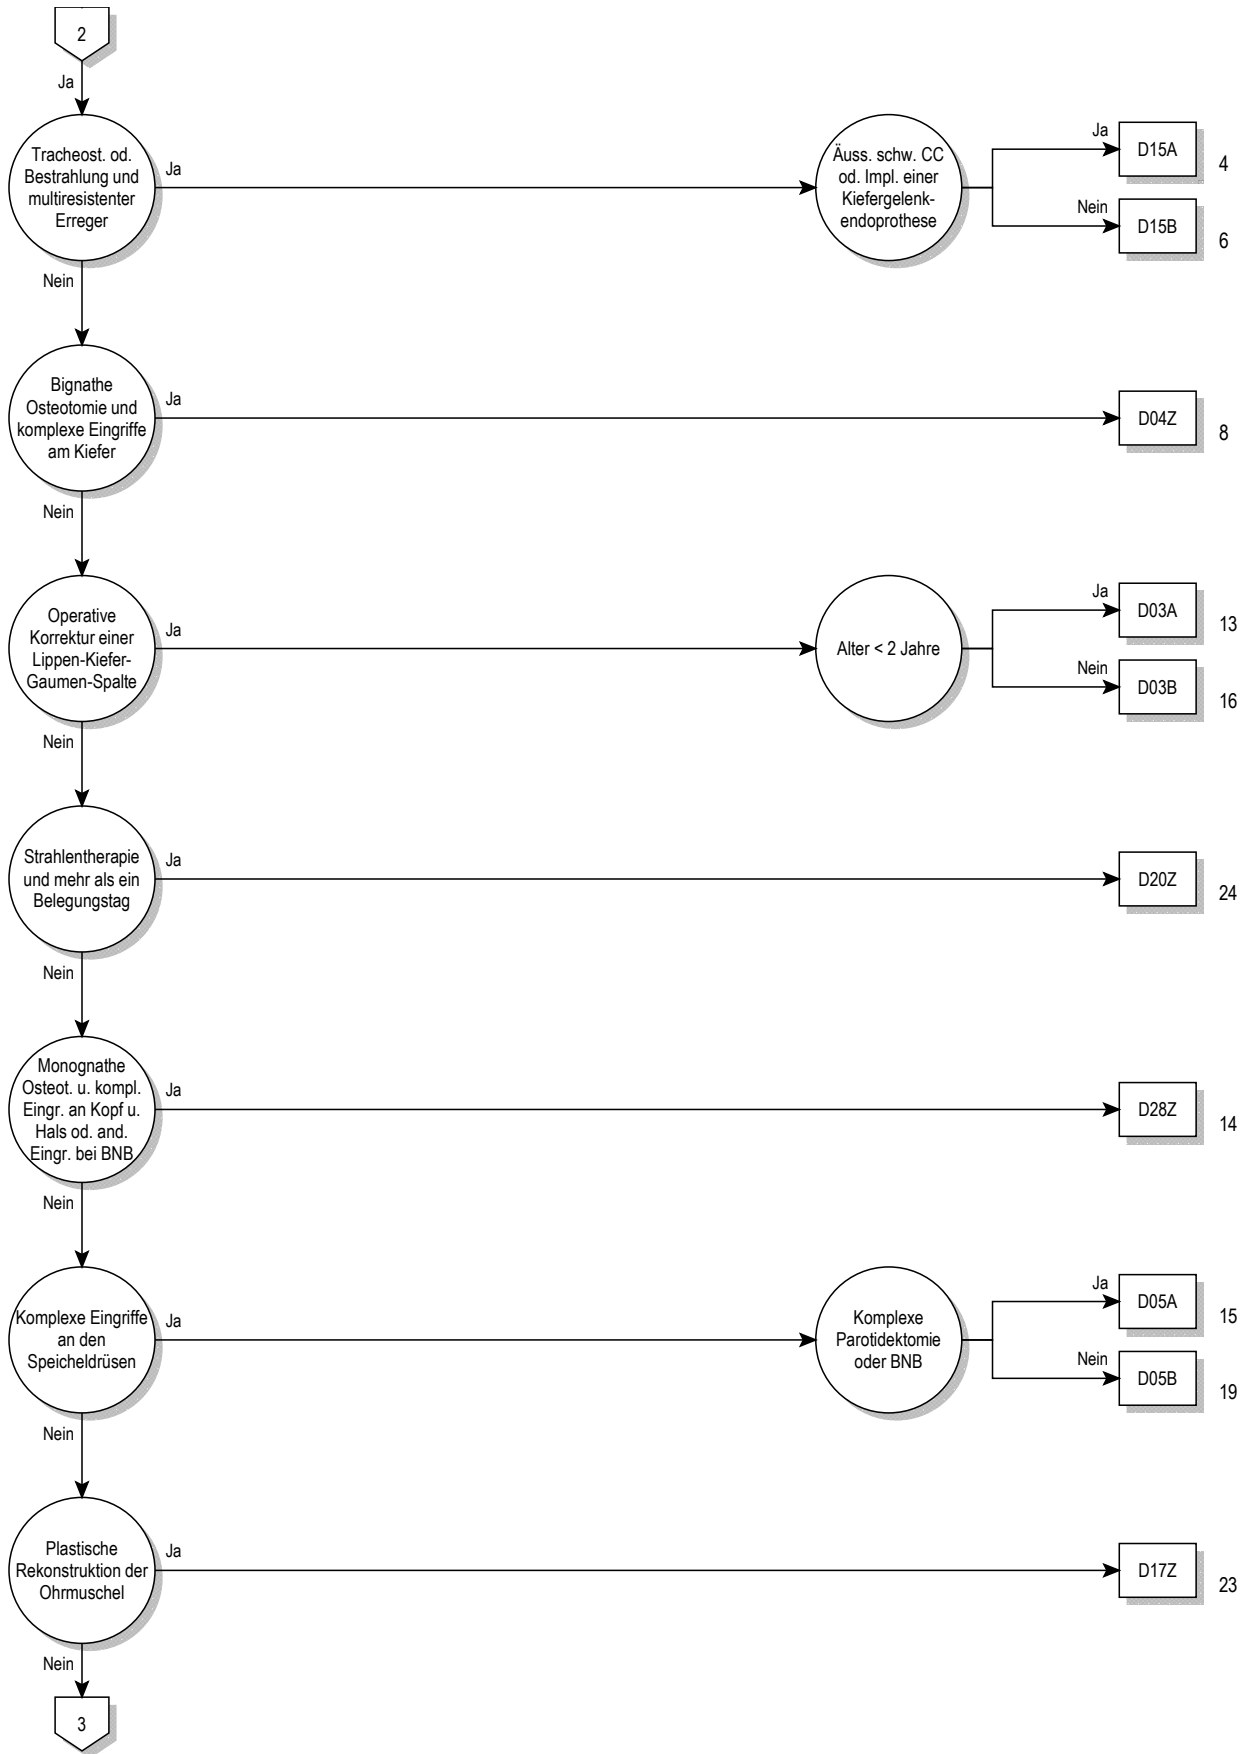 2
Ja
Tracheost. od.
Bestrahlung und
multiresistenter
Erreger
Ja
Äuss. schw. CC
od. Impl. einer
Kiefergelenk-
endoprothese
Ja
D15A
4
Nein
D15B
6
Nein
Bignathe
Osteotomie und
komplexe Eingriffe
am Kiefer
Ja
D04Z
8
Nein
Operative
Korrektur einer
Lippen-Kiefer-
Gaumen-Spalte
Ja
Alter < 2 Jahre
Ja
D03A
13
Nein
D03B
16
Nein
Strahlentherapie
und mehr als ein
Belegungstag
Ja
D20Z
24
Nein
Monognathe
Osteot. u. kompl.
Eingr. an Kopf u.
Hals od. and.
Eingr. bei BNB
Ja
D28Z
14
Nein
Komplexe Eingriffe
an den
Speicheldrüsen
Ja
Komplexe
Parotidektomie
oder BNB
Ja
D05A
15
Nein
D05B
19
Nein
Plastische
Rekonstruktion der
Ohrmuschel
Ja
D17Z
23
Nein
3